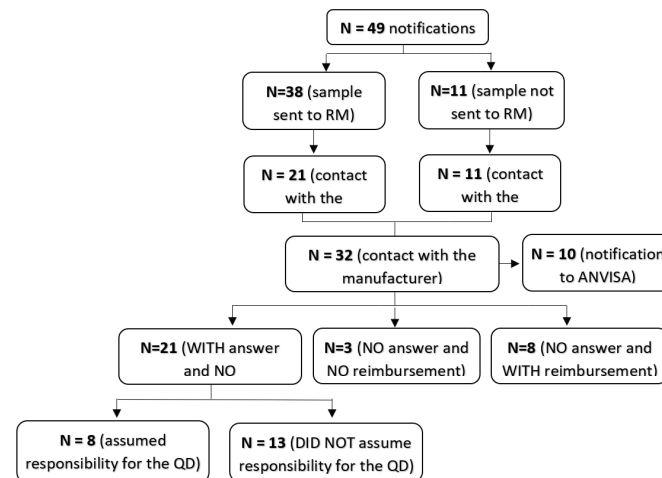 N = 49 notifications
N=38 (sample
sent to RM)
N=11 (sample not
sent to RM)
N = 21 (contact
with the
N = 11 (contact
with the
N = 32 (contact with the
manufacturer)
N = 10 (notification
to ANVISA)
N=21 (WITH answer
and NO
N=3 (NO answer and
NO reimbursement)
N=8 (NO answer and
WITH reimbursement)
N = 8 (assumed
responsibility for the QD)
N = 13 (DID NOT assume
responsibility for the QD)